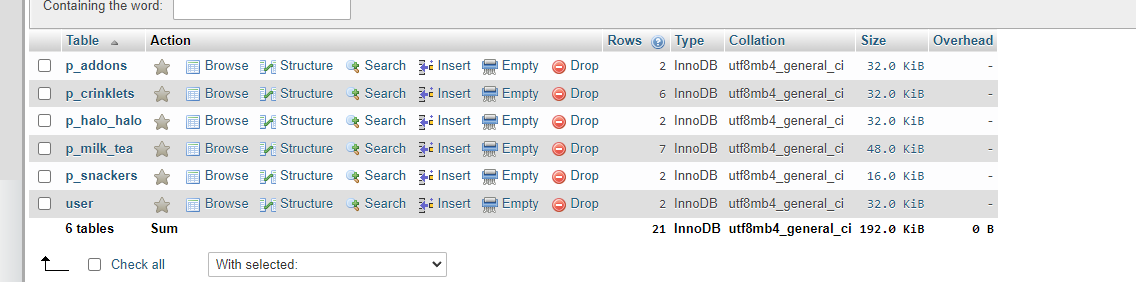 Containing the word:
Table Action Rows Type Collation Size Overhead
p_addons Browse Structure Search Insert Empty Drop 2 InnoDB utf8mb4_general_ci 32.0 KiB -
p_crinklets Browse Structure Search Insert Empty Drop 6 InnoDB utf8mb4_general_ci 32.0 KiB -
p_halo_halo Browse Structure Search Insert Empty Drop 2 InnoDB utf8mb4_general_ci 32.0 KiB -
p_milk_tea Browse Structure Search Insert Empty Drop 7 InnoDB utf8mb4_general_ci 48.0 KiB -
p_snackers Browse Structure Search Insert Empty Drop 2 InnoDB utf8mb4_general_ci 16.0 KiB -
user Browse Structure Search Insert Empty Drop 2 InnoDB utf8mb4_general_ci 32.0 KiB -
6 tables Sum 21 InnoDB utf8mb4_general_ci 192.0 KiB 0 B
Check all With selected: